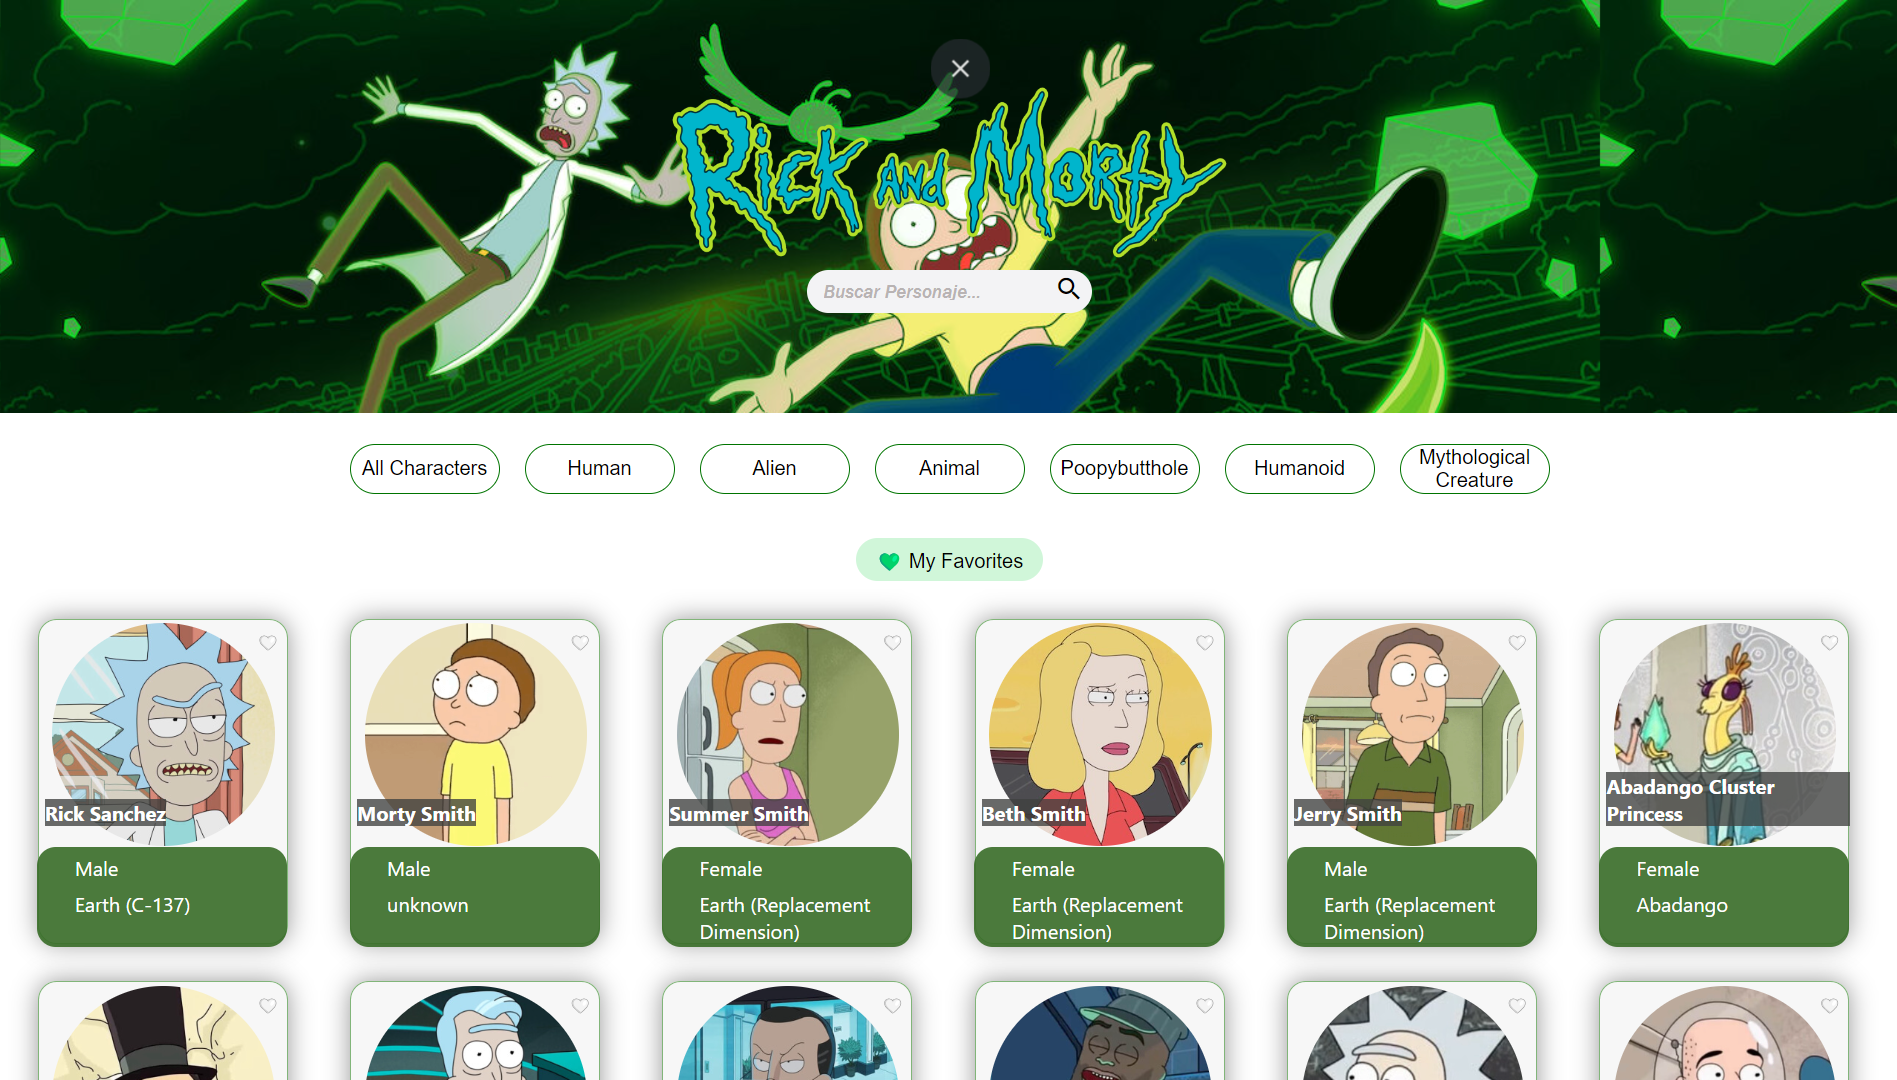 Rick and Morty
Buscar Personaje...
All Characters
Human
Alien
Animal
Poopybutthole
Humanoid
Mythological
Creature
My Favorites
Rick Sanchez
Male
Earth (C-137)
Morty Smith
Male
unknown
Summer Smith
Female
Earth (Replacement
Dimension)
Beth Smith
Female
Earth (Replacement
Dimension)
Jerry Smith
Male
Earth (Replacement
Dimension)
Abadango Cluster
Princess
Female
Abadango